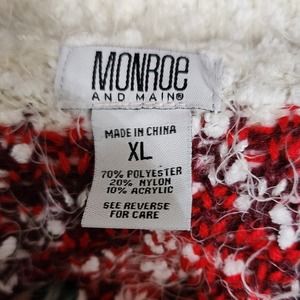 MONROE
AND MAIN®
MADE IN CHINA
XL
70% POLYESTER
20% NYLON
10% ACRYLIC
SEE REVERSE
FOR CARE